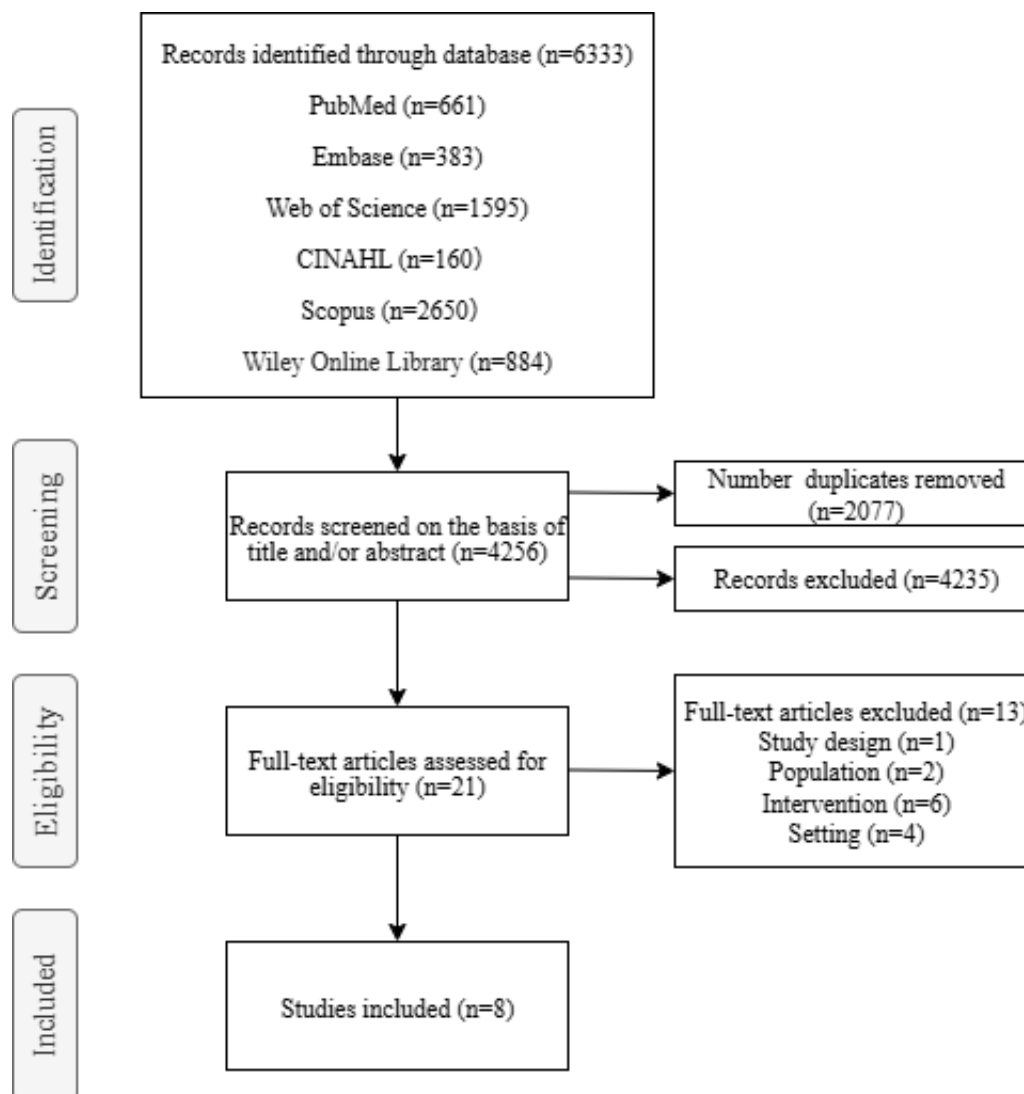 Identification
Records identified through database (n=6333)
PubMed (n=661)
Embase (n=383)
Web of Science (n=1595)
CINAHL (n=160）
Scopus (n=2650）
Wiley Online Library (n=884)
Screening
Records screened on the basis of
title and/or abstract (n=4256)
Number duplicates removed
(n=2077)
Records excluded (n=4235)
Eligibility
Full-text articles assessed for
eligibility (n=21)
Full-text articles excluded (n=13)
Study design (n=1)
Population (n=2)
Intervention (n=6)
Setting (n=4)
Included
Studies included (n=8)